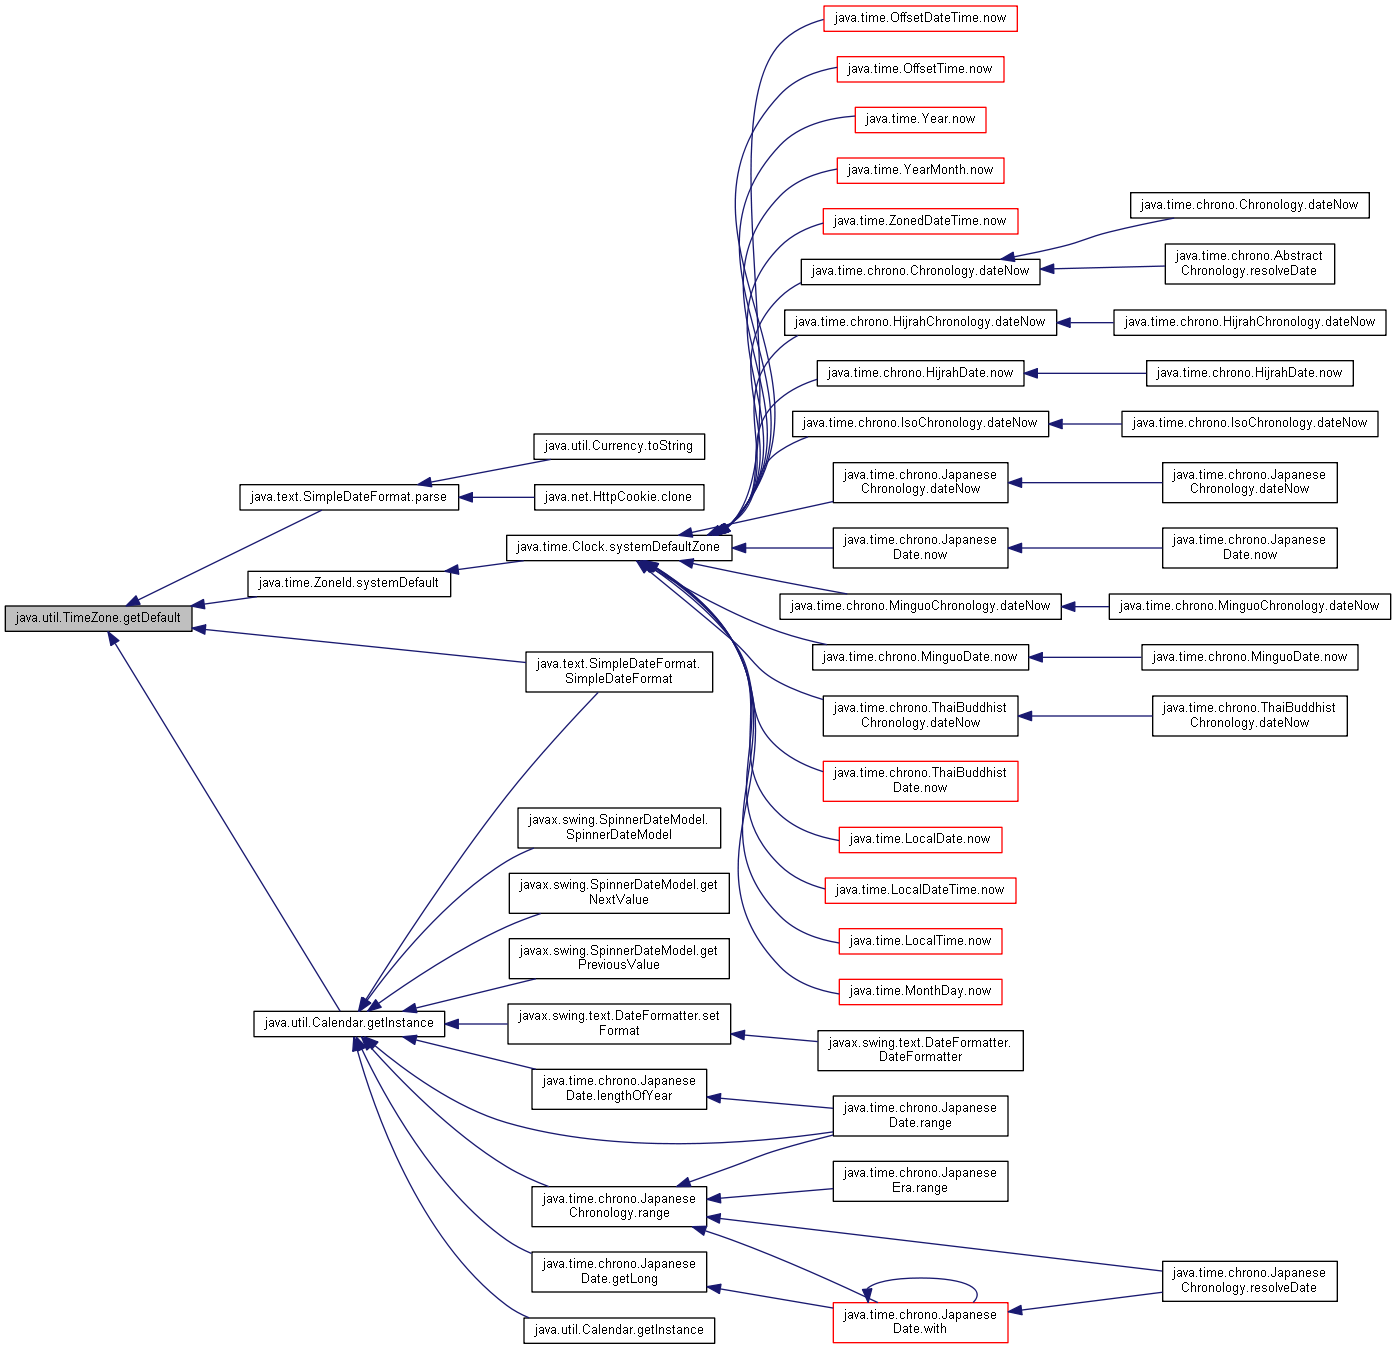 java.time.OffsetDateTime.now
java.time.OffsetTime.now
java.time.Year.now
java.time.YearMonth.now
java.time.chrono.Chronology.dateNow
java.time.ZonedDateTime.now
java.time.chrono.Abstract
Chronology.resolveDate
java.time.chrono.Chronology.dateNow
java.time.chrono.HijrahChronology.dateNow
java.time.chrono.HijrahChronology.dateNow
java.time.chrono.HijrahDate.now
java.time.chrono.HijrahDate.now
java.time.chrono.IsoChronology.dateNow
java.time.chrono.IsoChronology.dateNow
java.util.Currency.toString
java.time.chrono.Japanese
Chronology.dateNow
java.time.chrono.Japanese
Chronology.dateNow
java.text.SimpleDateFormat.parse
java.net.HttpCookie.clone
java.time.Clock.systemDefaultZone
java.time.chrono.Japanese
Date.now
java.time.chrono.Japanese
Date.now
java.time.ZoneId.systemDefault
java.time.chrono.MinguoChronology.dateNow
java.time.chrono.MinguoChronology.dateNow
java.util.TimeZone.getDefault
java.time.chrono.MinguoDate.now
java.time.chrono.MinguoDate.now
java.text.SimpleDateFormat.
SimpleDateFormat
java.time.chrono.ThaiBuddhist
Chronology.dateNow
java.time.chrono.ThaiBuddhist
Chronology.dateNow
java.time.chrono.ThaiBuddhist
Date.now
javax.swing.SpinnerDateModel.
SpinnerDateModel
java.time.LocalDate.now
javax.swing.SpinnerDateModel.get
NextValue
java.time.LocalDateTime.now
java.time.LocalTime.now
javax.swing.SpinnerDateModel.get
PreviousValue
java.time.MonthDay.now
java.util.Calendar.getInstance
javax.swing.text.DateFormatter.set
Format
javax.swing.text.DateFormatter.
DateFormatter
java.time.chrono.Japanese
Date.lengthOfYear
java.time.chrono.Japanese
Date.range
java.time.chrono.Japanese
Era.range
java.time.chrono.Japanese
Chronology.range
java.time.chrono.Japanese
Date.getLong
java.time.chrono.Japanese
Chronology.resolveDate
java.time.chrono.Japanese
Date.with
java.util.Calendar.getInstance